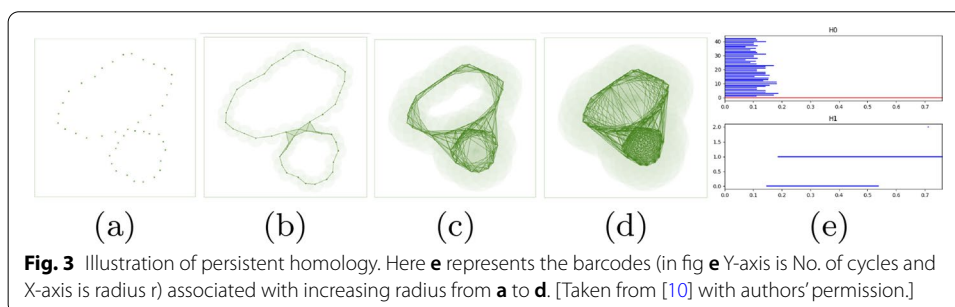 H0
40
30
20
10
0
0.0 0.1 0.2 0.3 0.4 0.5 0.6 0.7
H1
2.0
1.5
1.0
0.5
0.0
0.0 0.1 0.2 0.3 0.4 0.5 0.6 0.7
(a) (b) (c) (d) (e)
Fig. 3 Illustration of persistent homology. Here e represents the barcodes (in fig e Y-axis is No. of cycles and
X-axis is radius r) associated with increasing radius from a to d. [Taken from [10] with authors’ permission.]